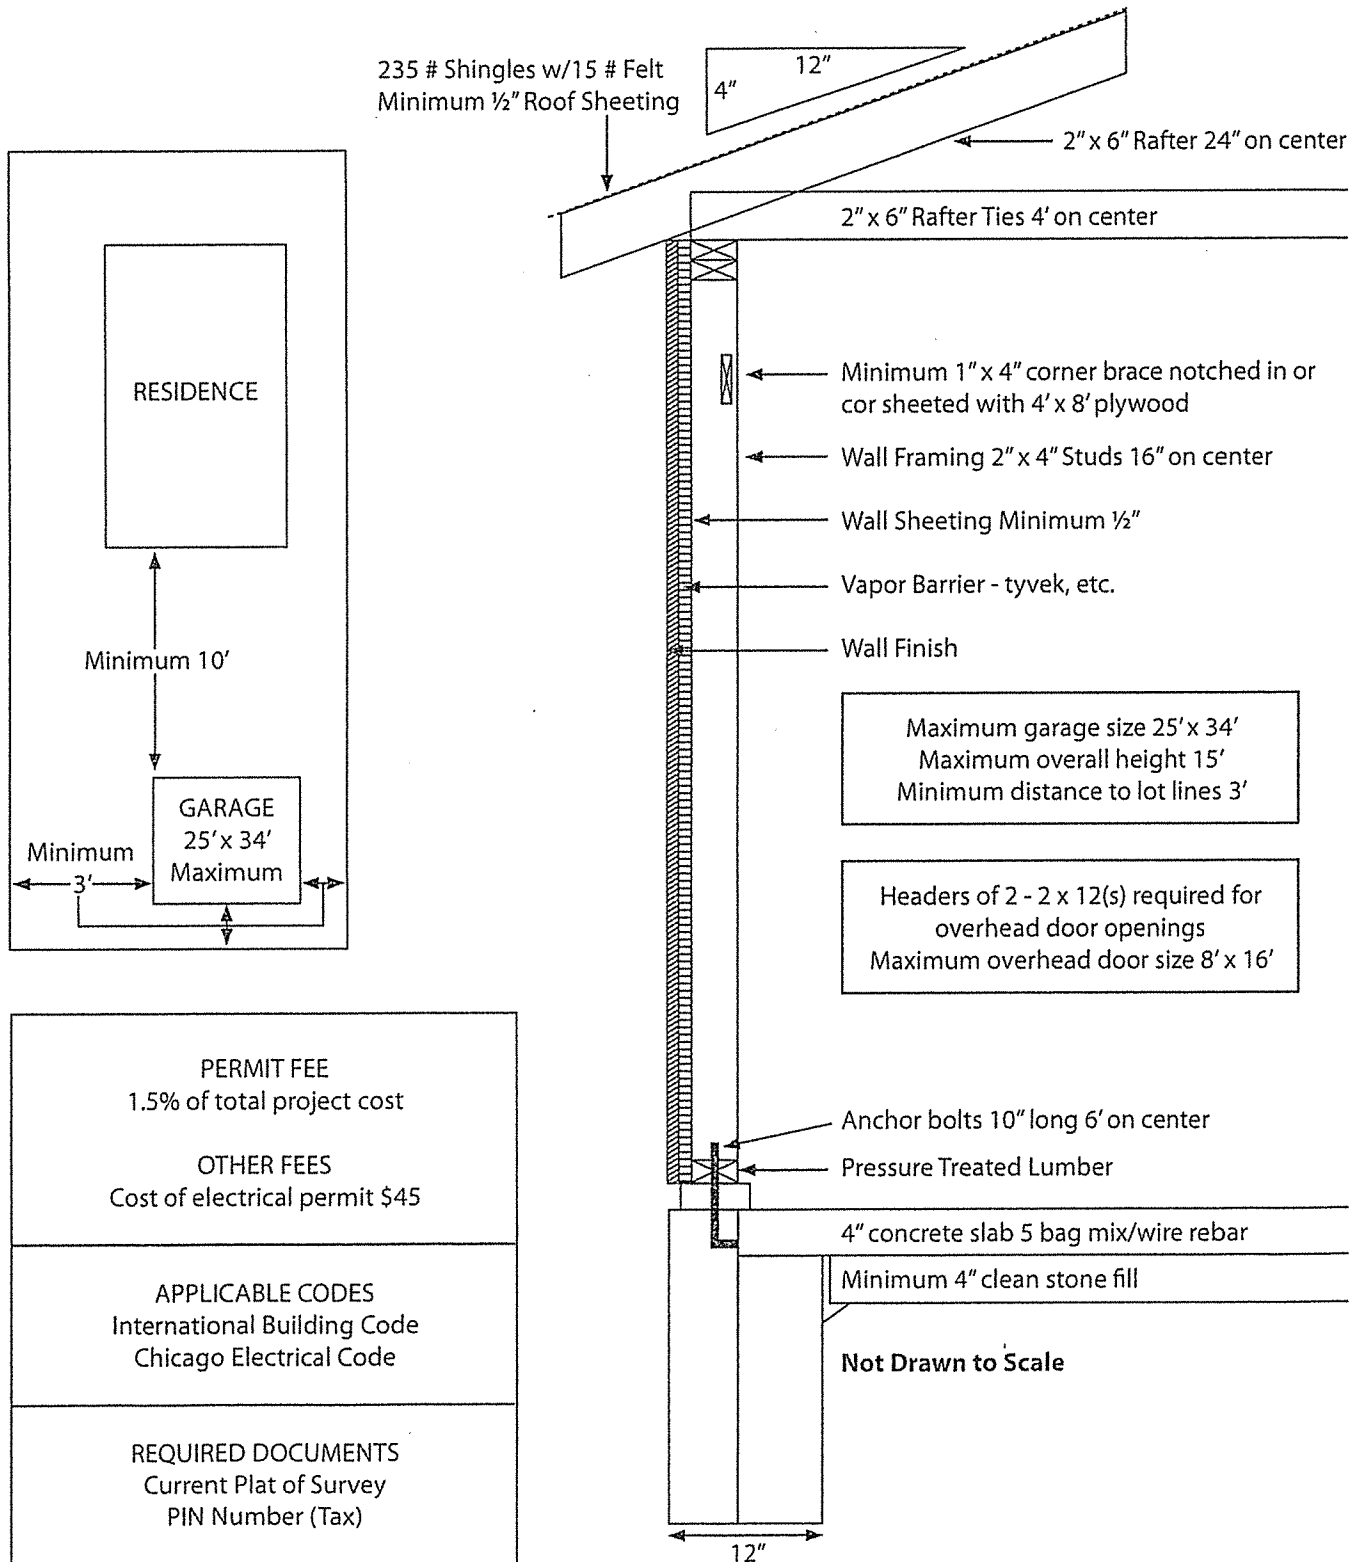 235 # Shingles w/15 # Felt
Minimum ½” Roof Sheeting
12”
4”
2” x 6” Rafter 24” on center
2” x 6” Rafter Ties 4’ on center
RESIDENCE
Minimum 10’
GARAGE
25’ x 34’
Maximum
Minimum
3’
Minimum 1” x 4” corner brace notched in or
cor sheeted with 4’ x 8’ plywood
Wall Framing 2” x 4” Studs 16” on center
Wall Sheeting Minimum ½”
Vapor Barrier - tyvek, etc.
Wall Finish
Maximum garage size 25’ x 34’
Maximum overall height 15’
Minimum distance to lot lines 3’
Headers of 2 - 2 x 12(s) required for
overhead door openings
Maximum overhead door size 8’ x 16’
Anchor bolts 10” long 6’ on center
Pressure Treated Lumber
4” concrete slab 5 bag mix/wire rebar
Minimum 4” clean stone fill
Not Drawn to Scale
12”
PERMIT FEE
1.5% of total project cost
OTHER FEES
Cost of electrical permit $45
APPLICABLE CODES
International Building Code
Chicago Electrical Code
REQUIRED DOCUMENTS
Current Plat of Survey
PIN Number (Tax)